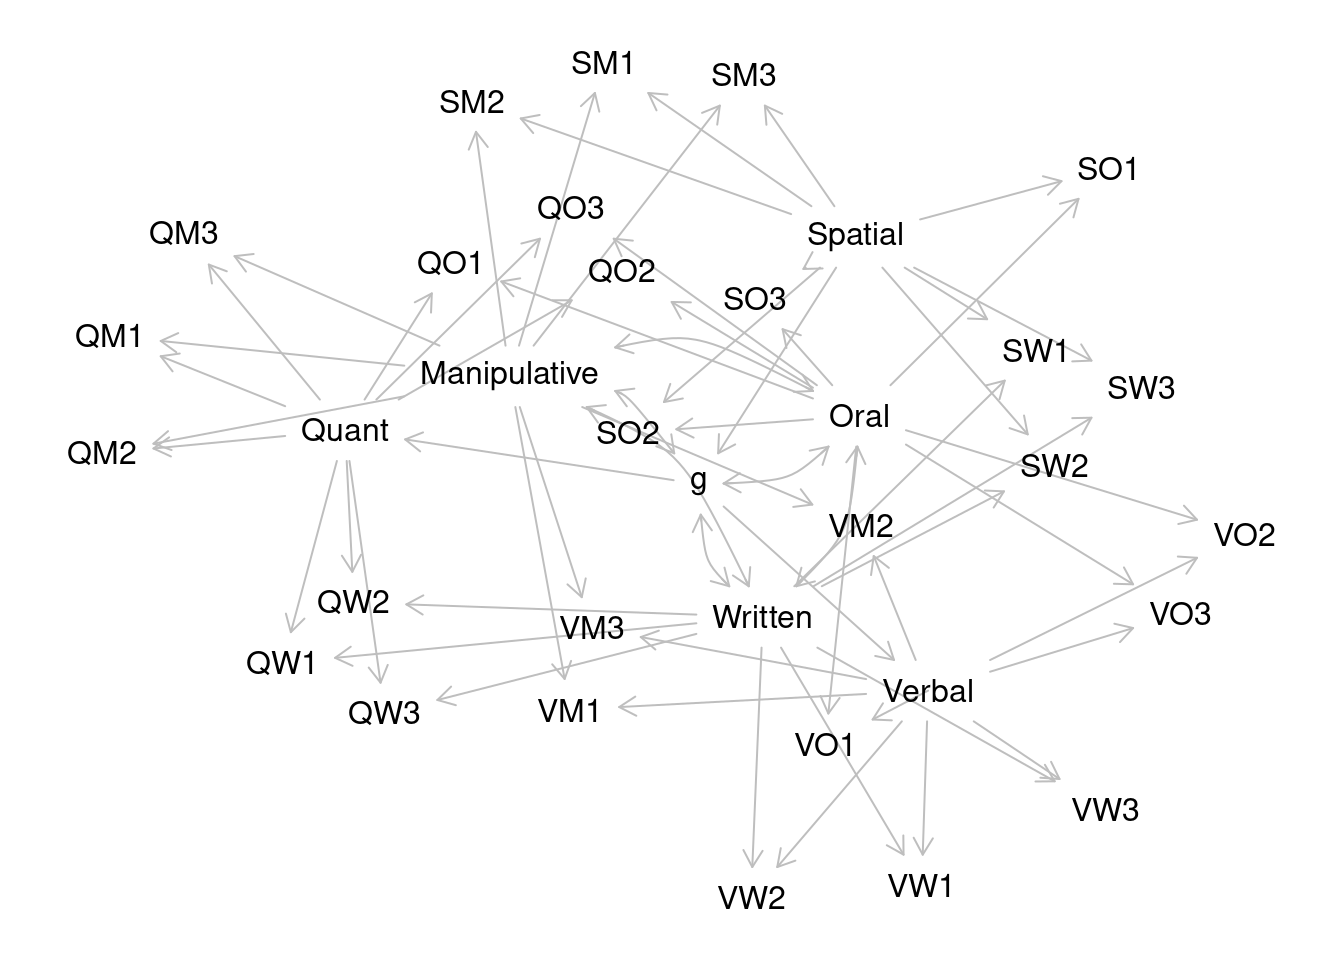 SM1
SM3
SM2
SO1
QO3
QM3
Spatial
QO1
QO2
SO3
QM1
SW1
Manipulative
SW3
Oral
Quant
SO2
QM2
SW2
g
VM2
VO2
QW2
VO3
Written
VM3
QW1
Verbal
VM1
QW3
VO1
VW3
VW1
VW2